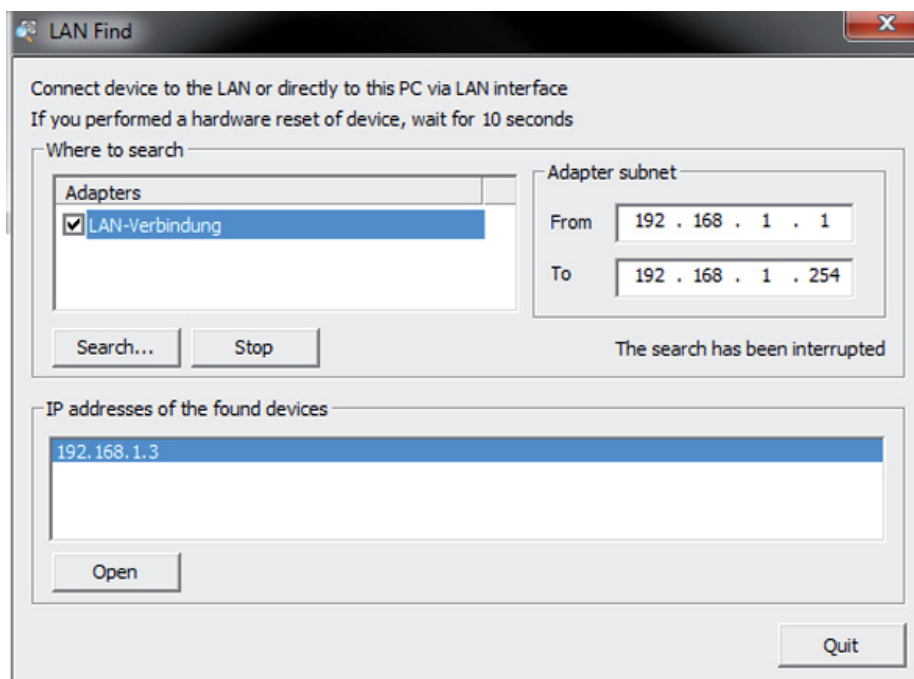 LAN Find
X
Connect device to the LAN or directly to this PC via LAN interface
If you performed a hardware reset of device, wait for 10 seconds
Where to search
Adapters
LAN-Verbindung
Adapter subnet
From 192 . 168 . 1 . 1
To 192 . 168 . 1 . 254
Search... Stop The search has been interrupted
IP addresses of the found devices
192.168.1.3
Open
Quit